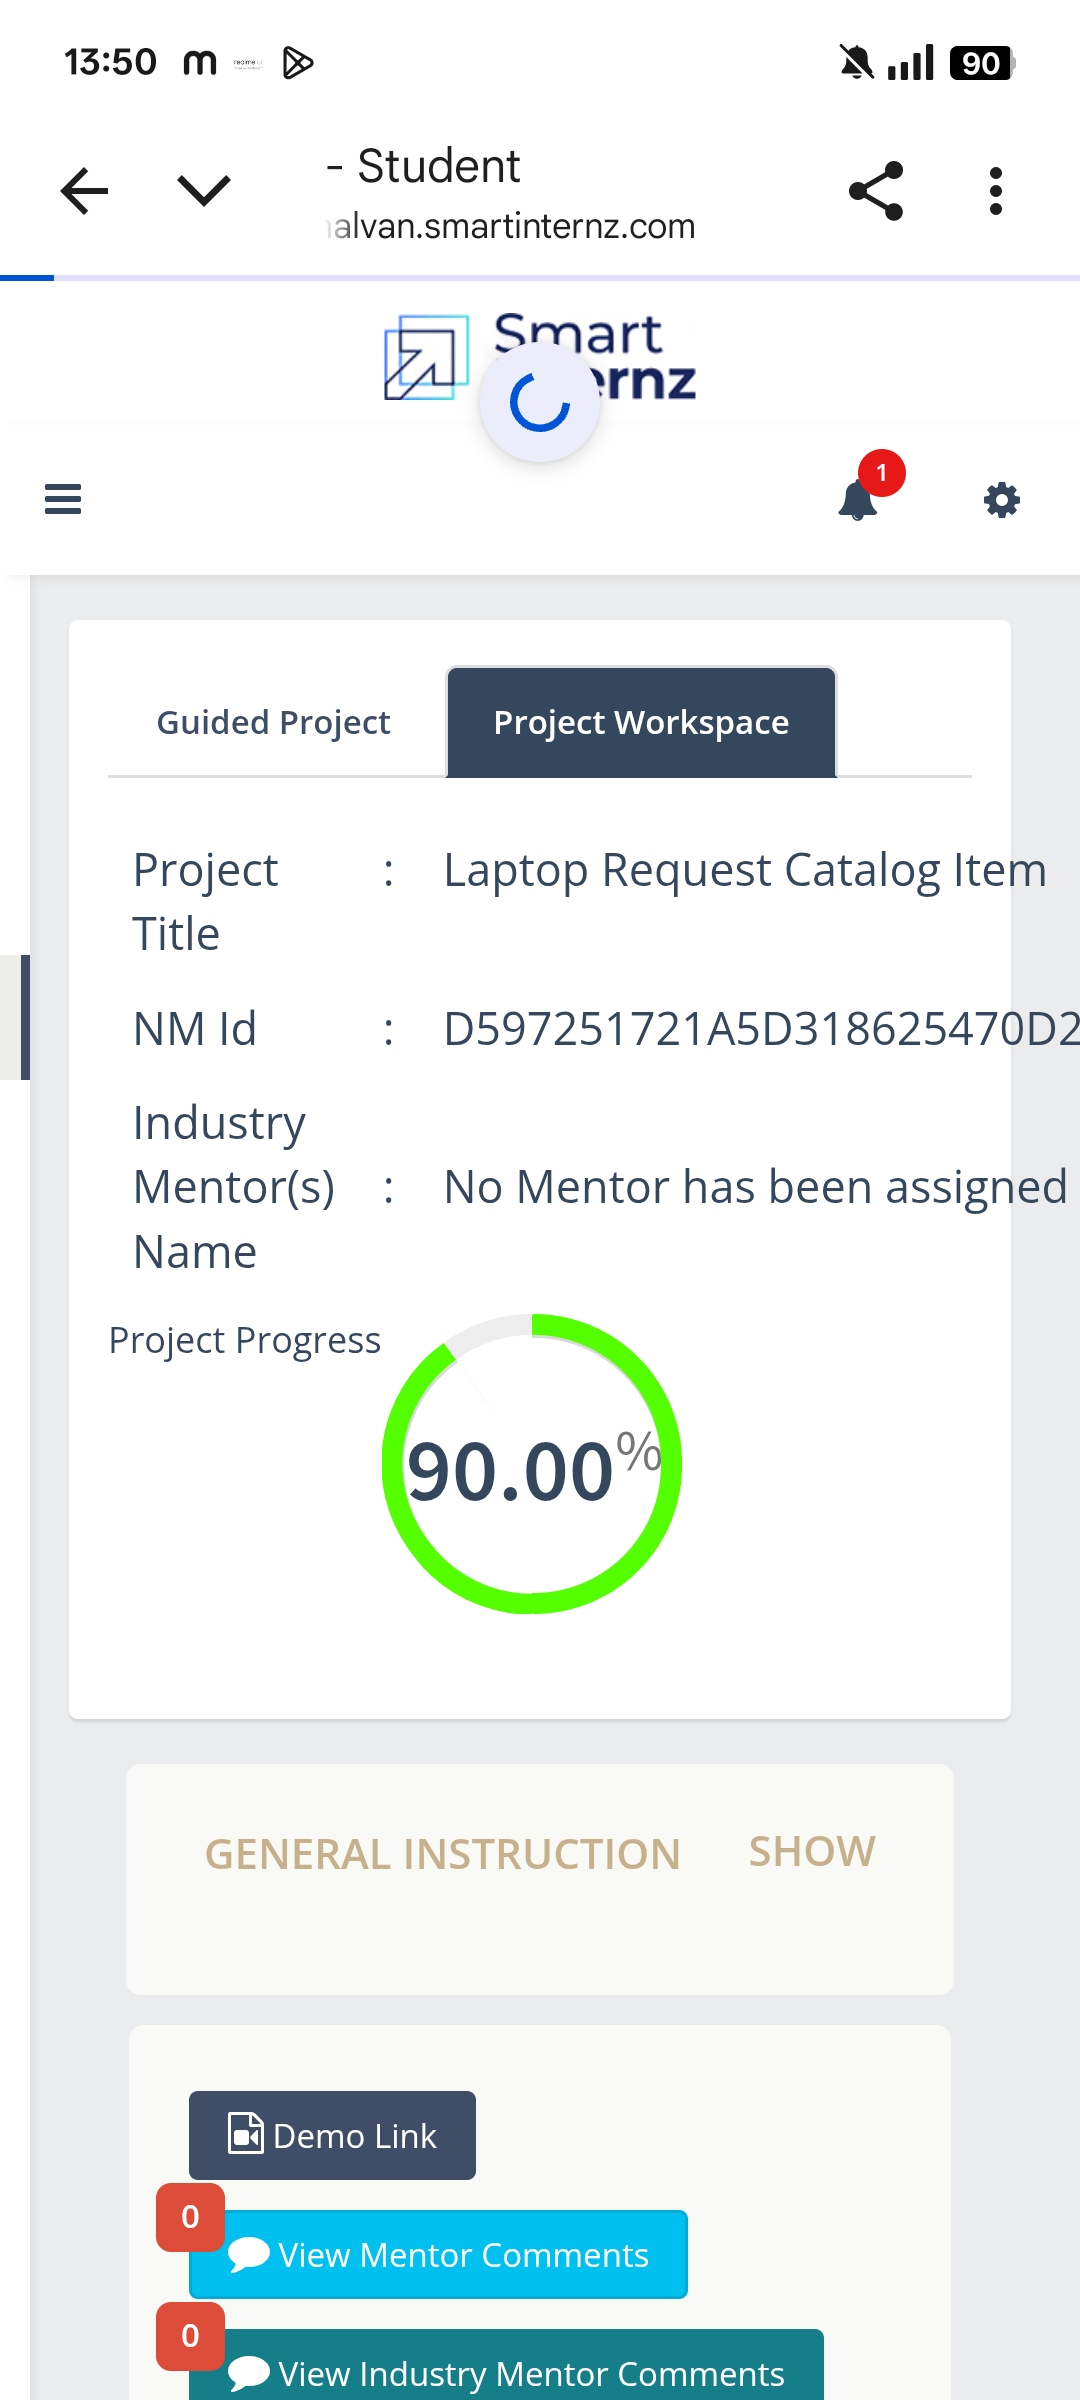 13:50
90
- Student
alvan.smartinternz.com
Smart
ernz
1
Guided Project
Project Workspace
Project Title : Laptop Request Catalog Item
NM Id : D597251721A5D318625470D2
Industry Mentor(s) Name : No Mentor has been assigned
Project Progress
90.00%
GENERAL INSTRUCTION
SHOW
Demo Link
0
View Mentor Comments
0
View Industry Mentor Comments